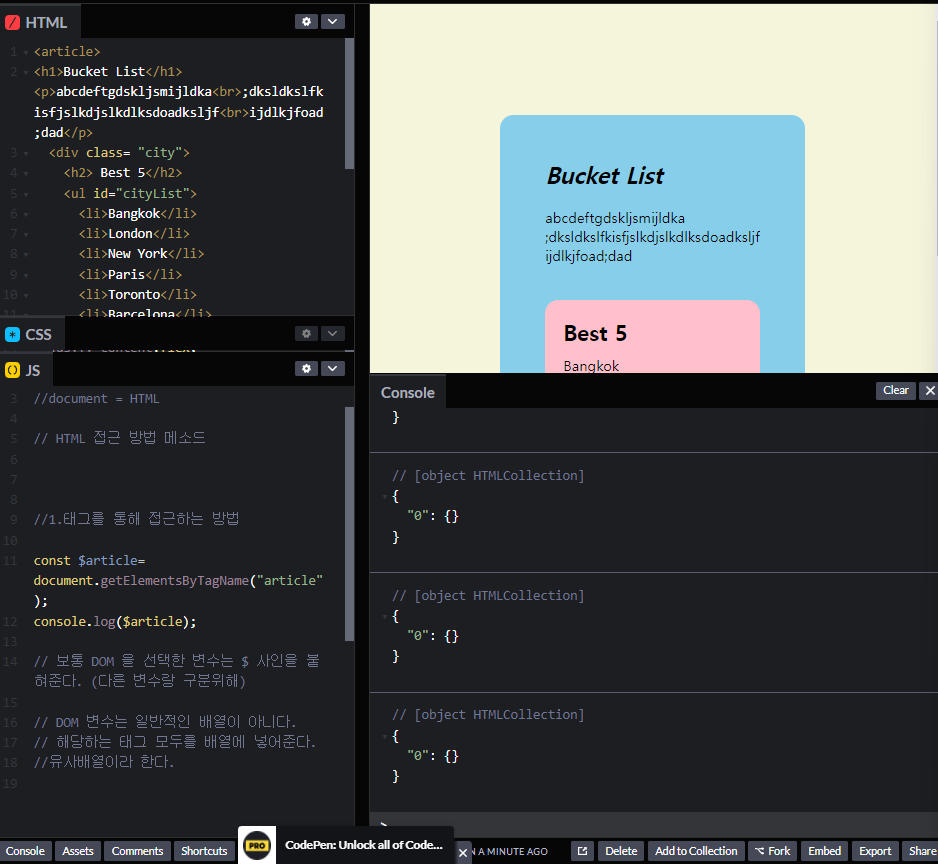 HTML
1 <article>
2 <h1>Bucket List</h1>
<p>abcdeftgdskljsmijldka<br>;dksldkslfk
isfjslkdjslkdlksdoadksljf<br>ijdlkjfoad
;dad</p>
3 <div class= "city">
4 <h2> Best 5</h2>
5 <ul id="cityList">
6 <li>Bangkok</li>
7 <li>London</li>
8 <li>New York</li>
9 <li>Paris</li>
10 <li>Toronto</li>
11 <li>Barcelona</li>
CSS
JS
3 //document = HTML
4
5 // HTML 접근 방법 메소드
6
7
8
9 //1.태그를 통해 접근하는 방법
10
11 const $article=
document.getElementsByTagName("article"
);
12 console.log($article);
13
14 // 보통 DOM 을 선택한 변수는 $ 사인을 붙
혀준다. (다른 변수랑 구분위해)
15
16 // DOM 변수는 일반적인 배열이 아니다.
17 // 해당하는 태그 모두를 배열에 넣어준다.
18 //유사배열이라 한다.
19
Bucket List
abcdeftgdskljsmijldka
;dksldkslfkisfjslkdjslkdlksdoadksljf
ijdlkjfoad;dad
Best 5
Bangkok
Console
Clear
}
// [object HTMLCollection]
{
"0": {}
}
// [object HTMLCollection]
{
"0": {}
}
// [object HTMLCollection]
{
"0": {}
}
>
Console Assets Comments Shortcuts
PRO CodePen: Unlock all of Code...
A MINUTE AGO
Delete Add to Collection Fork Embed Export Share